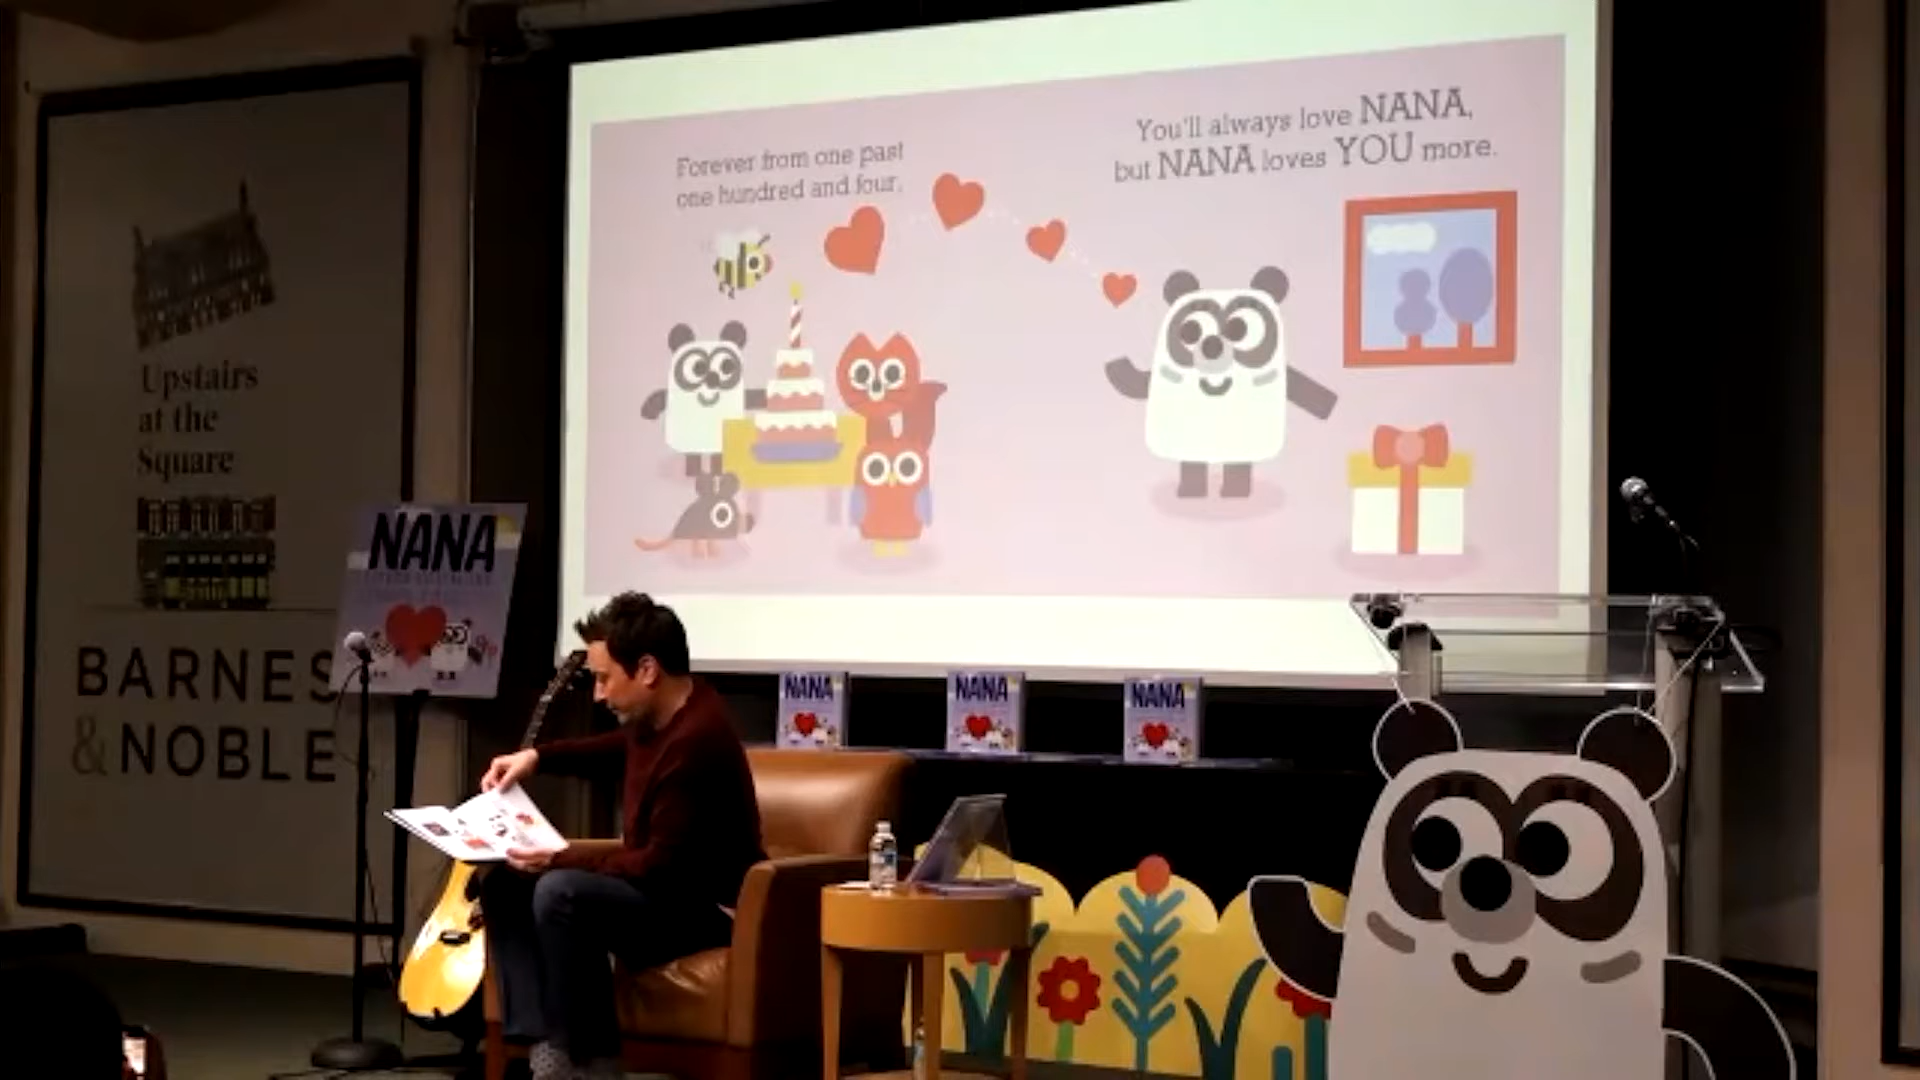 Forever from one past
one hundred and four,
You'll always love NANA,
but NANA loves YOU more.
Upstairs
at the
Square
BARNES
&NOBLE
NANA
NANA
NANA
NANA